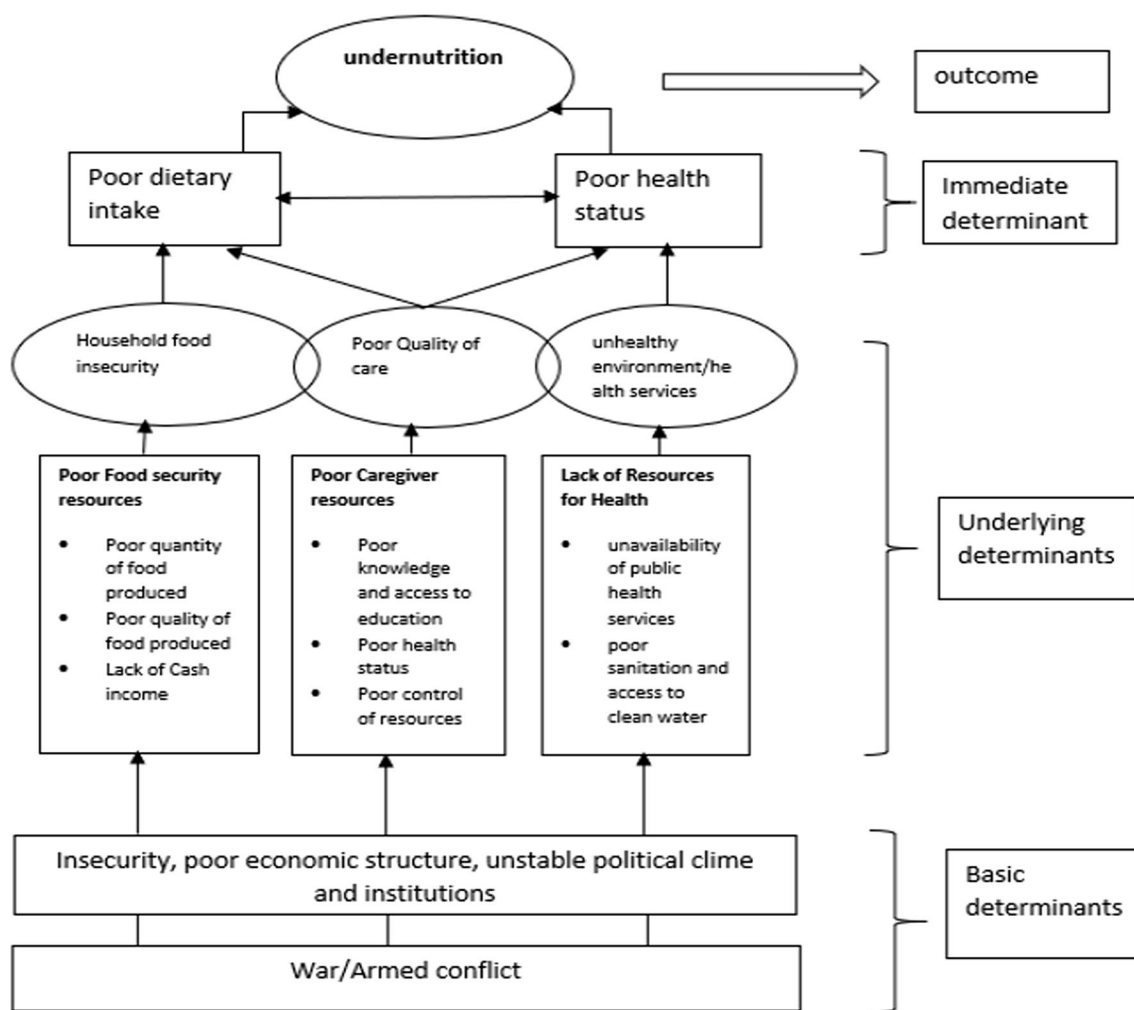 undernutrition
outcome
Poor dietary
intake
Poor health
status
Immediate
determinant
Household food
insecurity
Poor Quality of
care
unhealthy
environment/he
alth services
Poor Food security
resources
• Poor quantity
of food
produced
• Poor quality of
food produced
• Lack of Cash
income
Poor Caregiver
resources
• Poor
knowledge
and access to
education
• Poor health
status
• Poor control
of resources
Lack of Resources
for Health
• unavailability
of public
health
services
• poor
sanitation and
access to
clean water
Underlying
determinants
Insecurity, poor economic structure, unstable political clime
and institutions
War/Armed conflict
Basic
determinants